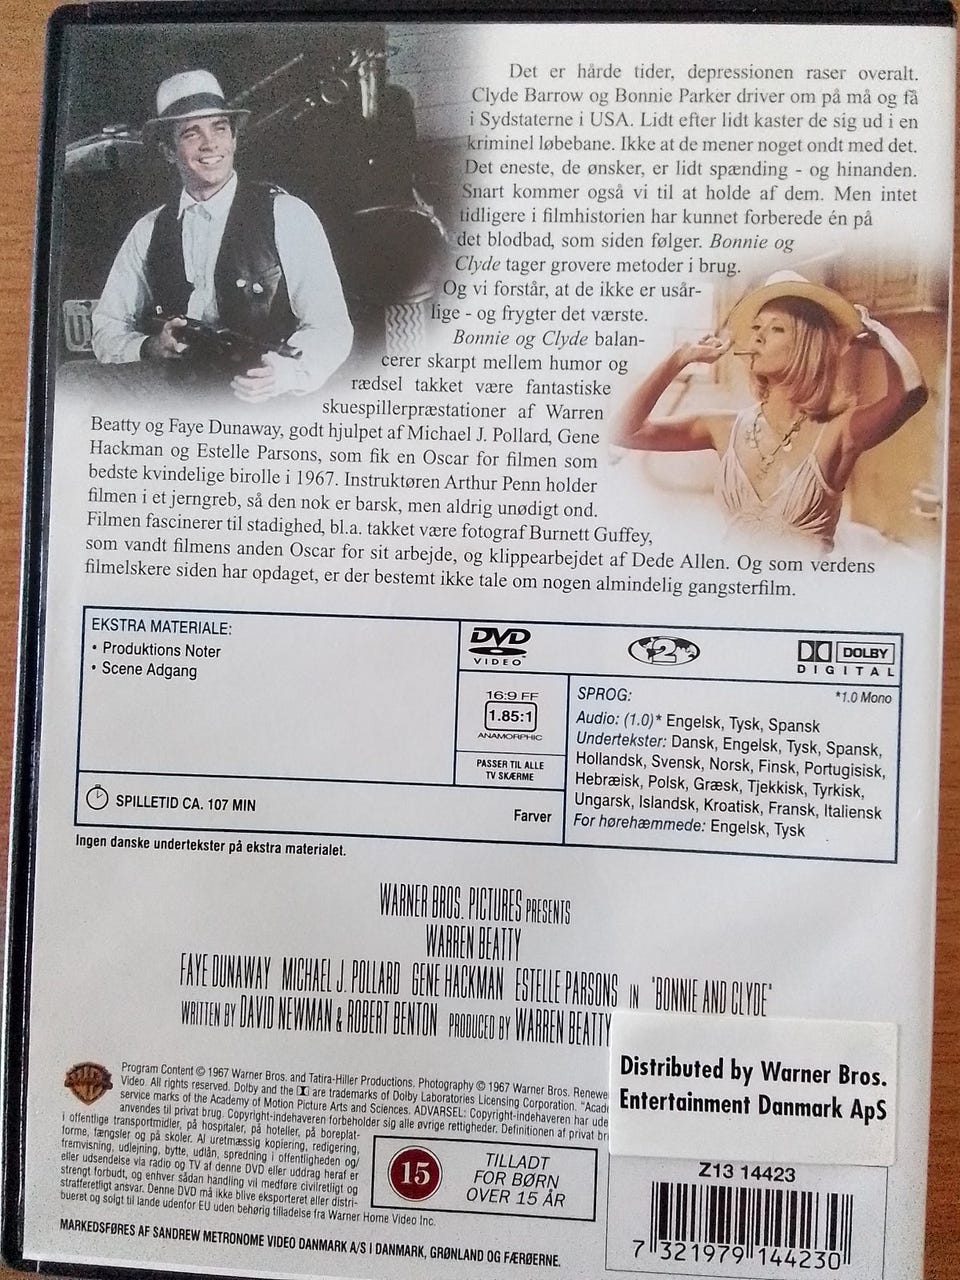 Det er hårde tider, depressionen raser overalt.
Clyde Barrow og Bonnie Parker driver om på må og få
i Sydstaterne i USA. Lidt efter lidt kaster de sig ud i en
kriminel løbebane. Ikke at de mener noget ondt med det.
Det eneste, de ønsker, er lidt spænding - og hinanden.
Snart kommer også vi til at holde af dem. Men intet
tidligere i filmhistorien har kunnet forberede én på
det blodbad, som siden følger. Bonnie og
Clyde tager grovere metoder i brug.
Og vi forstår, at de ikke er usår-
lige - og frygter det værste.
Bonnie og Clyde balan-
cerer skarpt mellem humor og
rædsel takket være fantastiske
skuespillerpræstationer af Warren
Beatty og Faye Dunaway, godt hjulpet af Michael J. Pollard, Gene
Hackman og Estelle Parsons, som fik en Oscar for filmen som
bedste kvindelige birolle i 1967. Instruktøren Arthur Penn holder
filmen i et jerngreb, så den nok er barsk, men aldrig unødigt ond.
Filmen fascinerer til stadighed, bl.a. takket være fotograf Burnett Guffey,
som vandt filmens anden Oscar for sit arbejde, og klippearbejdet af Dede Allen. Og som verdens
filmelskere siden har opdaget, er der bestemt ikke tale om nogen almindelig gangsterfilm.
EKSTRA MATERIALE:
• Produktions Noter
• Scene Adgang
SPILLETID CA. 107 MIN
Farver
DVD
VIDEO
2
DOLBY
DIGITAL
16:9 FF
1.85:1
ANAMORPHIC
PASSER TIL ALLE
TV SKÆRME
SPROG: *1.0 Mono
Audio: (1.0)* Engelsk, Tysk, Spansk
Undertekster: Dansk, Engelsk, Tysk, Spansk,
Hollandsk, Svensk, Norsk, Finsk, Portugisisk,
Hebræisk, Polsk, Græsk, Tjekkisk, Tyrkisk,
Ungarsk, Islandsk, Kroatisk, Fransk, Italiensk
For hørehæmmede: Engelsk, Tysk
Ingen danske undertekster på ekstra materialet.
WARNER BROS. PICTURES PRESENTS
WARREN BEATTY
FAYE DUNAWAY MICHAEL J. POLLARD GENE HACKMAN ESTELLE PARSONS IN "BONNIE AND CLYDE"
WRITTEN BY DAVID NEWMAN & ROBERT BENTON PRODUCED BY WARREN BEATTY
Distributed by Warner Bros.
Entertainment Danmark ApS
Program Content © 1967 Warner Bros. and Tatira-Hiller Productions. Photography © 1967 Warner Bros. Renewe
Video. All rights reserved. Dolby and the are trademarks of Dolby Laboratories Licensing Corporation. "Acad
service marks of the Academy of Motion Picture Arts and Sciences. ADVARSEL: Copyright-indehaveren har ude
anvendes til privat brug. Copyright-indehaveren forbeholder sig alle øvrige rettigheder. Definitionen af privat br
i offentlige transportmidler, på hospitaler, på hoteller, på boreplat-
forme, fængsler og på skoler. Al uretmæssig kopiering, redigering,
fremvisning, udlejning, bytte, udlån, spredning i offentligheden og/
eller udsendelse via radio og TV af denne DVD eller uddrag heraf er
strengt forbudt, og enhver sådan handling vil medføre civilretligt og
strafferetligt ansvar. Denne DVD må ikke blive eksporteret eller distri-
bueret og solgt til lande udenfor EU uden behørig tilladelse fra Warner Home Video Inc.
15
TILLADT
FOR BØRN
OVER 15 ÅR
Z13 14423
7 321979 144230
MARKEDSFØRES AF SANDREW METRONOME VIDEO DANMARK A/S I DANMARK, GRØNLAND OG FÆRØERNE.